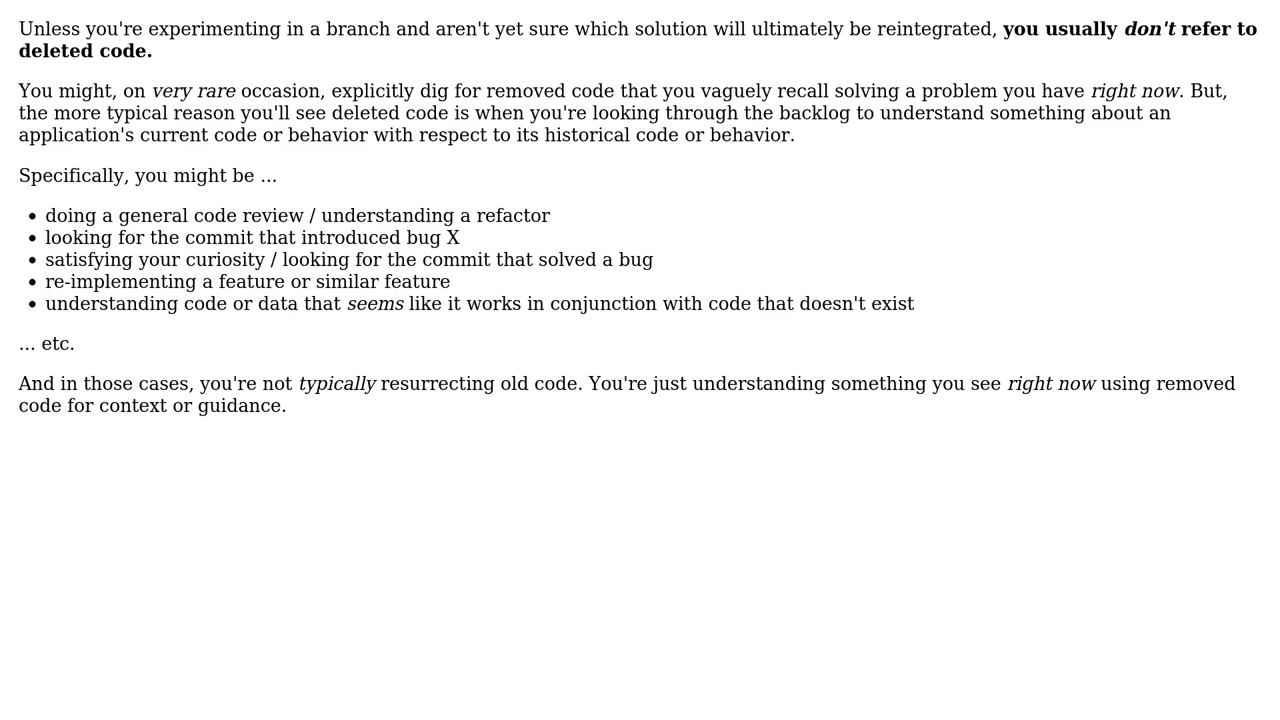 Unless you're experimenting in a branch and aren't yet sure which solution will ultimately be reintegrated, you usually don't refer to
deleted code.
You might, on very rare occasion, explicitly dig for removed code that you vaguely recall solving a problem you have right now. But,
the more typical reason you'll see deleted code is when you're looking through the backlog to understand something about an
application's current code or behavior with respect to its historical code or behavior.
Specifically, you might be ...
• doing a general code review / understanding a refactor
• looking for the commit that introduced bug X
• satisfying your curiosity / looking for the commit that solved a bug
• re-implementing a feature or similar feature
• understanding code or data that seems like it works in conjunction with code that doesn't exist
... etc.
And in those cases, you're not typically resurrecting old code. You're just understanding something you see right now using removed
code for context or guidance.